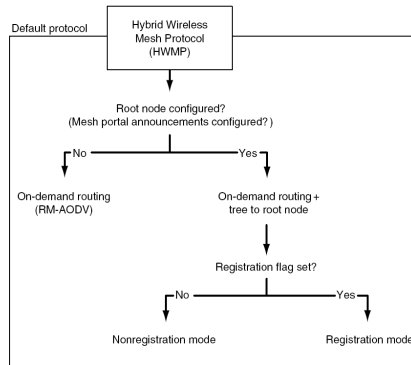 Default protocol
Hybrid Wireless
Mesh Protocol
(HWMP)
Root node configured?
(Mesh portal announcements configured?)
No
Yes
On-demand routing
(RM-AODV)
On-demand routing +
tree to root node
Registration flag set?
No
Yes
Nonregistration mode
Registration mode